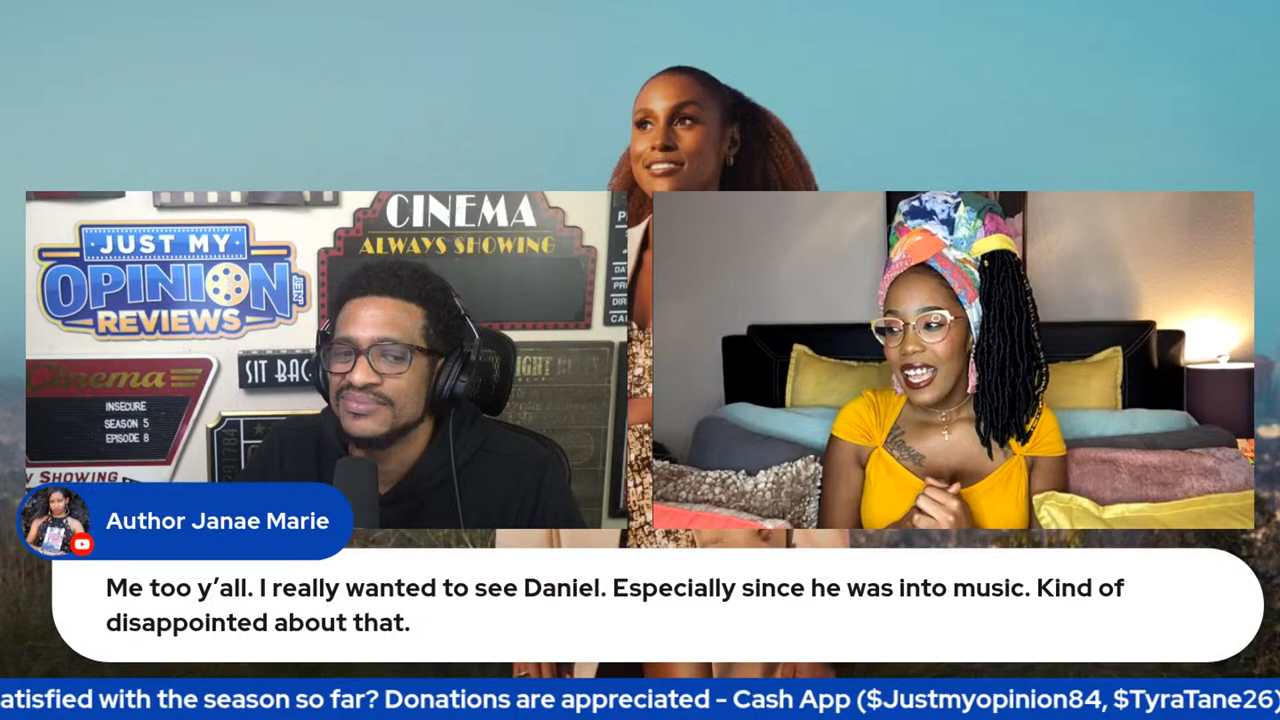 CINEMA
ALWAYS SHOWING
JUST MY
OPINION
.NET
REVIEWS
Cinema
INSECURE
SEASON 5
EPISODE 8
SHOWING
SIT BAC
Author Janae Marie
Me too y’all. I really wanted to see Daniel. Especially since he was into music. Kind of
disappointed about that.
atisfied with the season so far? Donations are appreciated - Cash App ($Justmyopinion84, $TyraTane26)